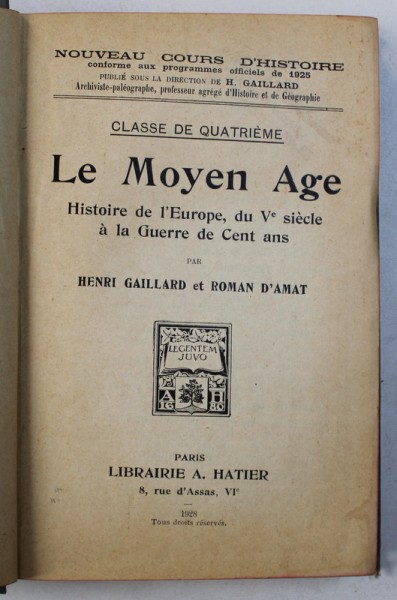 NOUVEAU COURS D'HISTOIRE
conforme aux programmes officiels de 1925
PUBLIÉ SOUS LA DIRECTION DE H. GAILLARD
Archiviste-paléographe, professeur agrégé d'Histoire et de Géographie
CLASSE DE QUATRIÈME
Le Moyen Age
Histoire de l'Europe, du Ve siècle
à la Guerre de Cent ans
PAR
HENRI GAILLARD et ROMAN D'AMAT
LEGENTEM
JUVO
A H
16 80
PARIS
LIBRAIRIE A. HATIER
8, rue d'Assas, VIe
1928
Tous droits réservés.